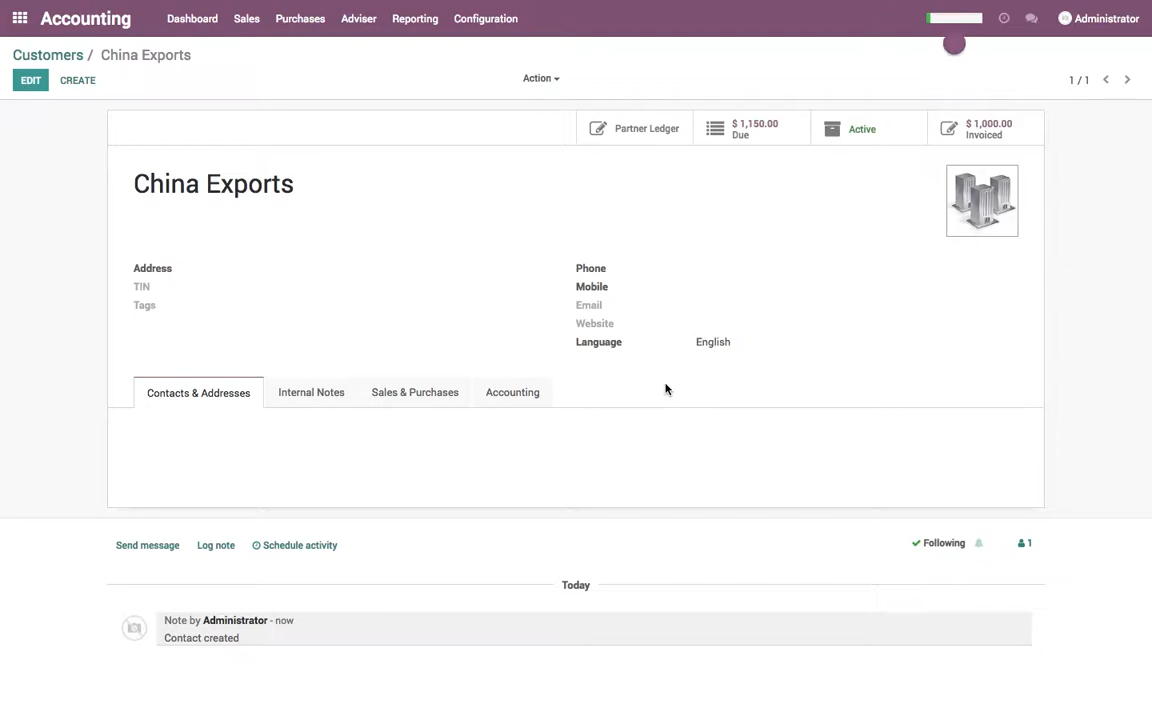 Accounting Dashboard Sales Purchases Adviser Reporting Configuration Administrator
Customers / China Exports
EDIT CREATE Action 1 / 1
Partner Ledger
$ 1,150.00
Due
Active
$ 1,000.00
Invoiced
China Exports
Address
TIN
Tags
Phone
Mobile
Email
Website
Language English
Contacts & Addresses Internal Notes Sales & Purchases Accounting
Send message Log note Schedule activity Following 1
Today
Note by Administrator - now
Contact created